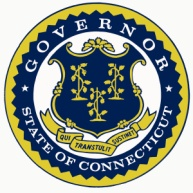 GOVERNOR
QUI TRANSTULIT SUSTINET
STATE OF CONNECTICUT